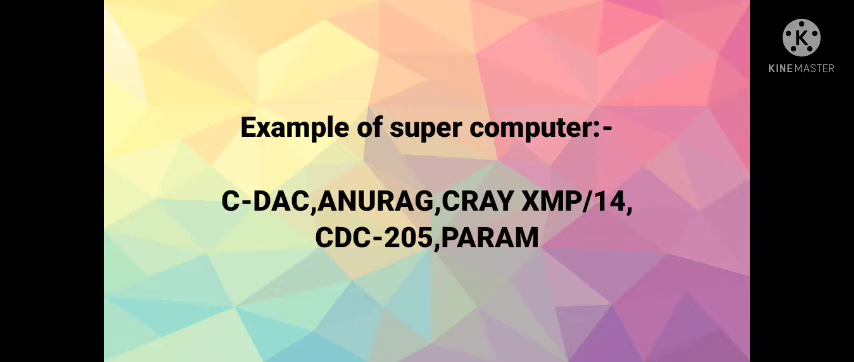 KINEMASTER
Example of super computer:-
C-DAC,ANURAG,CRAY XMP/14,
CDC-205,PARAM